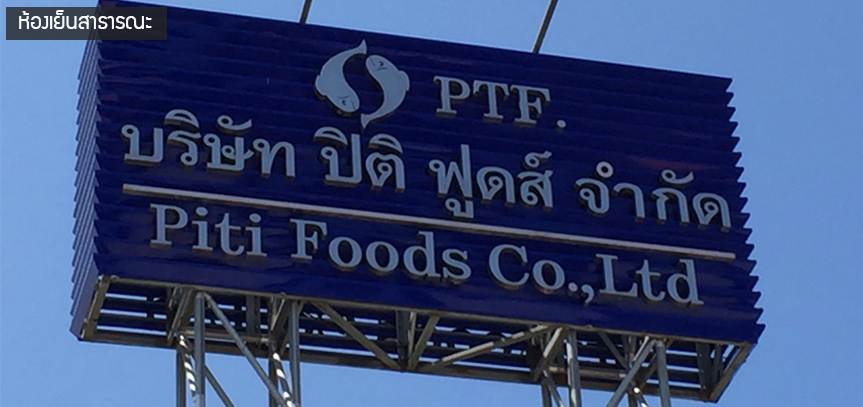 ห้องเย็นสาธารณะ
PTF.
บริษัท ปิติ ฟูดส์ จำกัด
Piti Foods Co.,Ltd